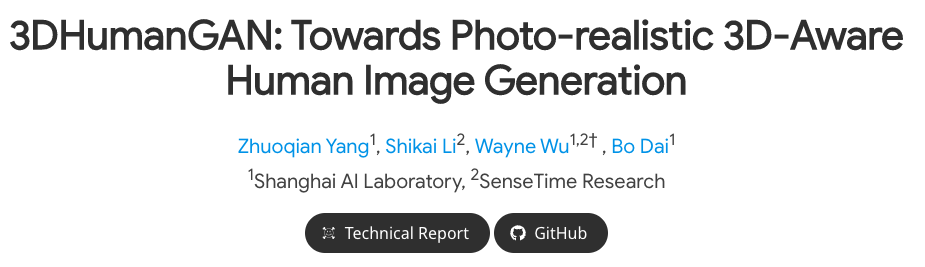 3DHumanGAN: Towards Photo-realistic 3D-Aware
Human Image Generation
Zhuoqian Yang¹, Shikai Li², Wayne Wu¹,²† , Bo Dai¹
¹Shanghai AI Laboratory, ²SenseTime Research
Technical Report GitHub